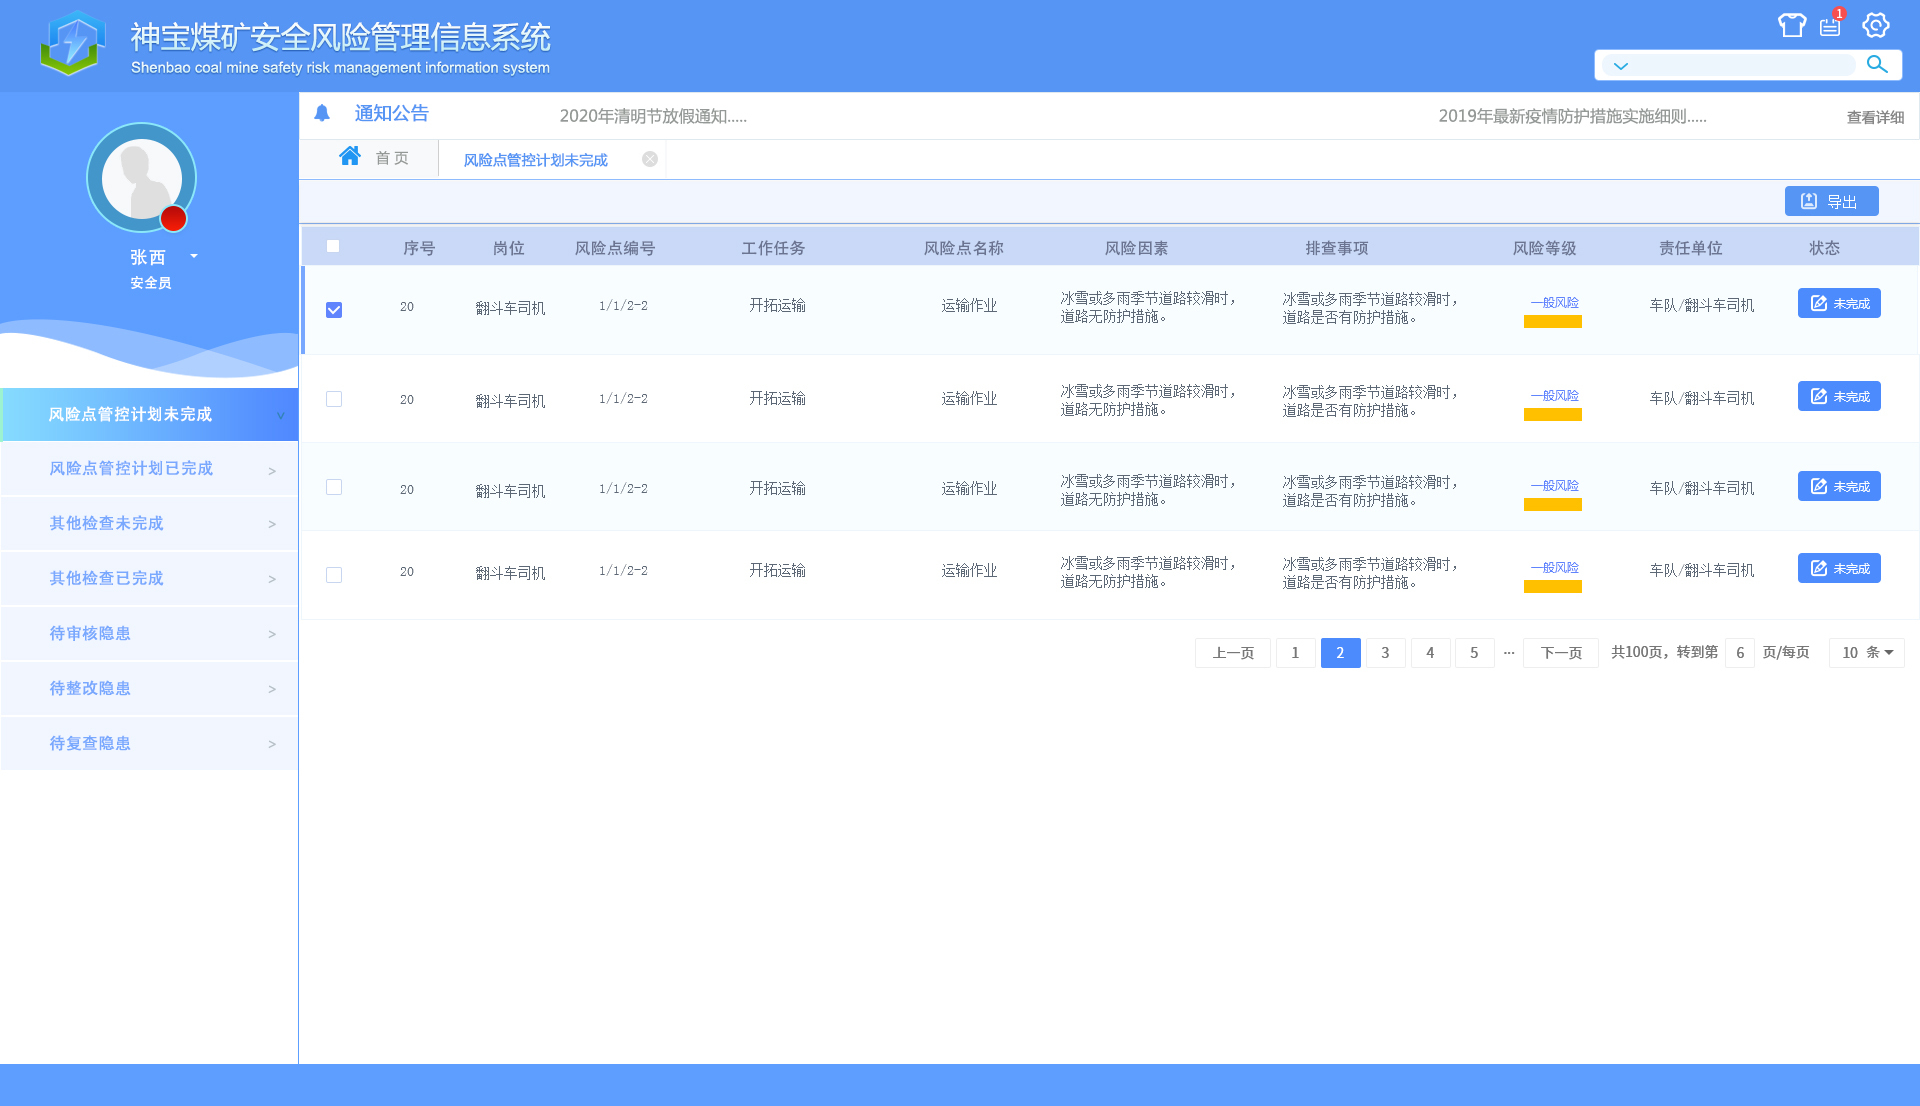 神宝煤矿安全风险管理信息系统
Shenbao coal mine safety risk management information system
1
张西
安全员
通知公告 2020年清明节放假通知..... 2019年最新疫情防护措施实施细则..... 查看详细
首 页 风险点管控计划未完成
导出
风险点管控计划未完成
风险点管控计划已完成 >
其他检查未完成 >
其他检查已完成 >
待审核隐患 >
待整改隐患 >
待复查隐患 >
序号 岗位 风险点编号 工作任务 风险点名称 风险因素 排查事项 风险等级 责任单位 状态
20 翻斗车司机 1/1/2-2 开拓运输 运输作业 冰雪或多雨季节道路较滑时， 冰雪或多雨季节道路较滑时， 一般风险 车队/翻斗车司机 未完成
道路无防护措施。 道路是否有防护措施。
20 翻斗车司机 1/1/2-2 开拓运输 运输作业 冰雪或多雨季节道路较滑时， 冰雪或多雨季节道路较滑时， 一般风险 车队/翻斗车司机 未完成
道路无防护措施。 道路是否有防护措施。
20 翻斗车司机 1/1/2-2 开拓运输 运输作业 冰雪或多雨季节道路较滑时， 冰雪或多雨季节道路较滑时， 一般风险 车队/翻斗车司机 未完成
道路无防护措施。 道路是否有防护措施。
20 翻斗车司机 1/1/2-2 开拓运输 运输作业 冰雪或多雨季节道路较滑时， 冰雪或多雨季节道路较滑时， 一般风险 车队/翻斗车司机 未完成
道路无防护措施。 道路是否有防护措施。
上一页 1 2 3 4 5 ··· 下一页 共100页，转到第 6 页/每页 10 条